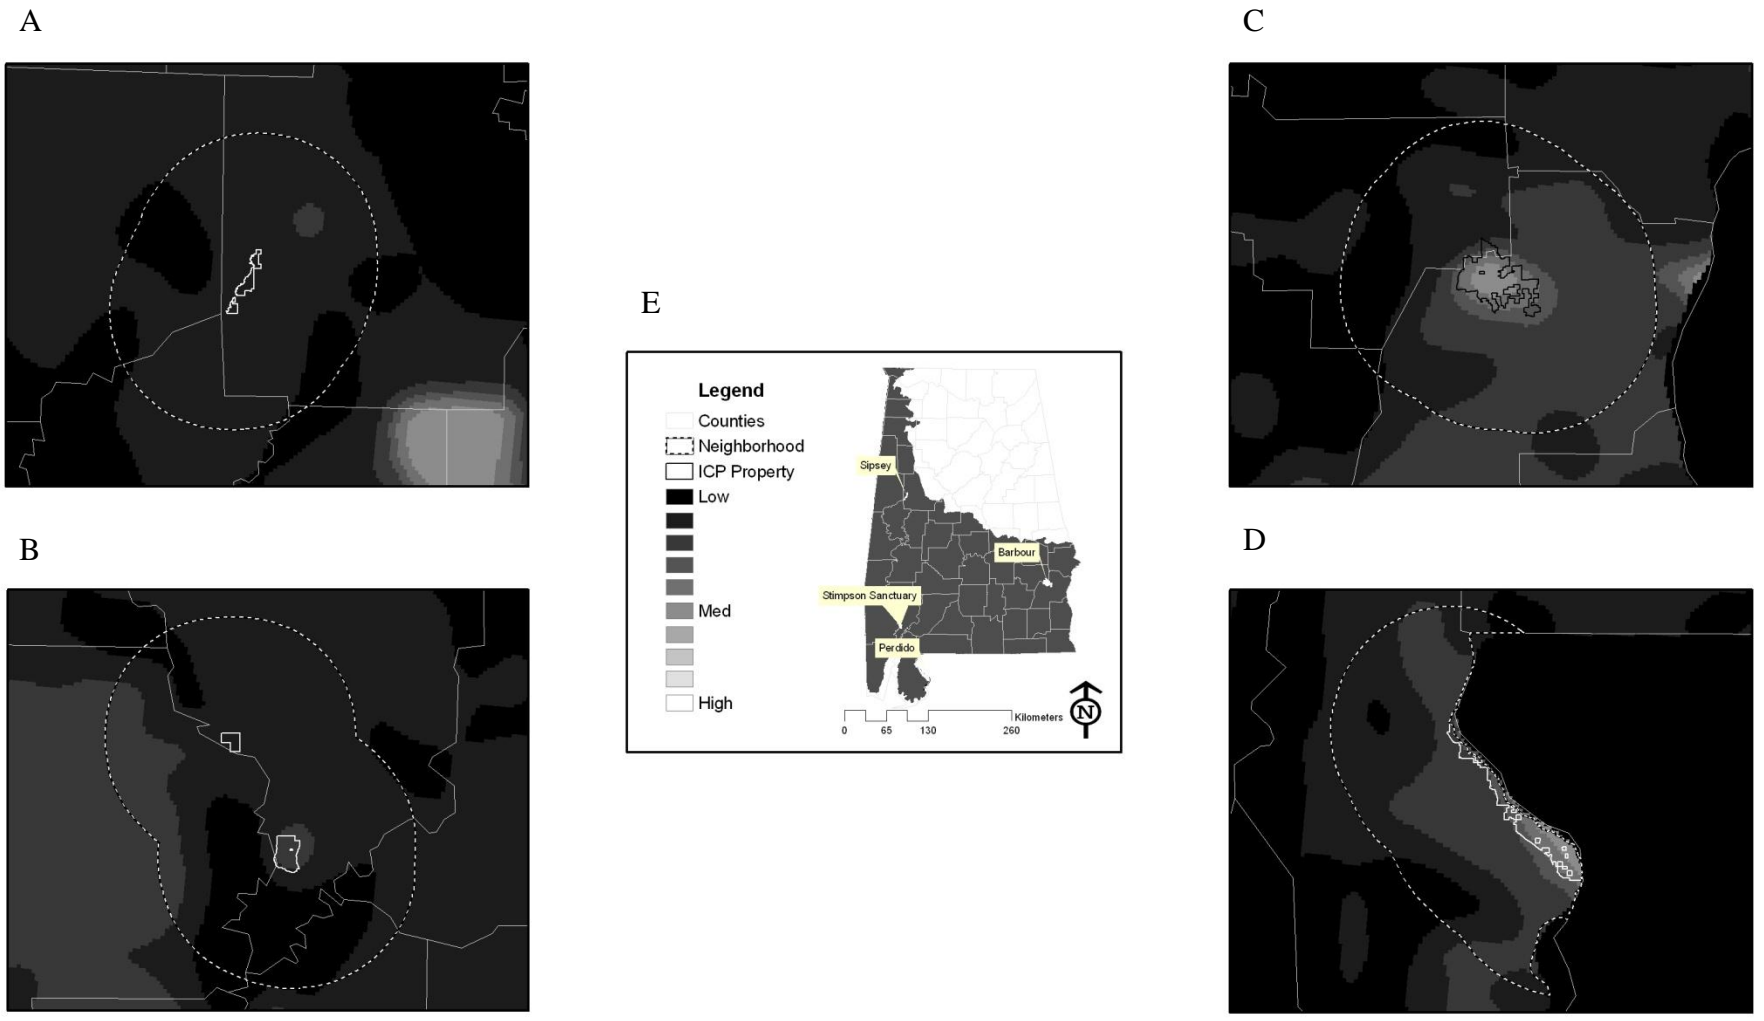 A
C
E
Legend
Counties
Neighborhood
ICP Property
Low
Med
High
Sipsey
Barbour
Stimpson Sanctuary
Perdido
Kilometers
0 65 130 260
N
B
D